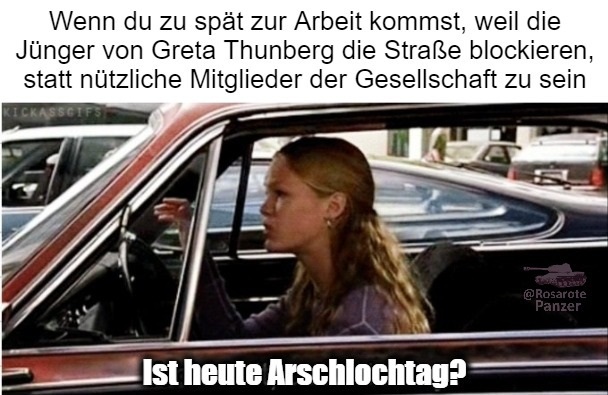 Wenn du zu spät zur Arbeit kommst, weil die
Jünger von Greta Thunberg die Straße blockieren,
statt nützliche Mitglieder der Gesellschaft zu sein
KICKASSGIFS
@Rosarote
Panzer
Ist heute Arschlochtag?